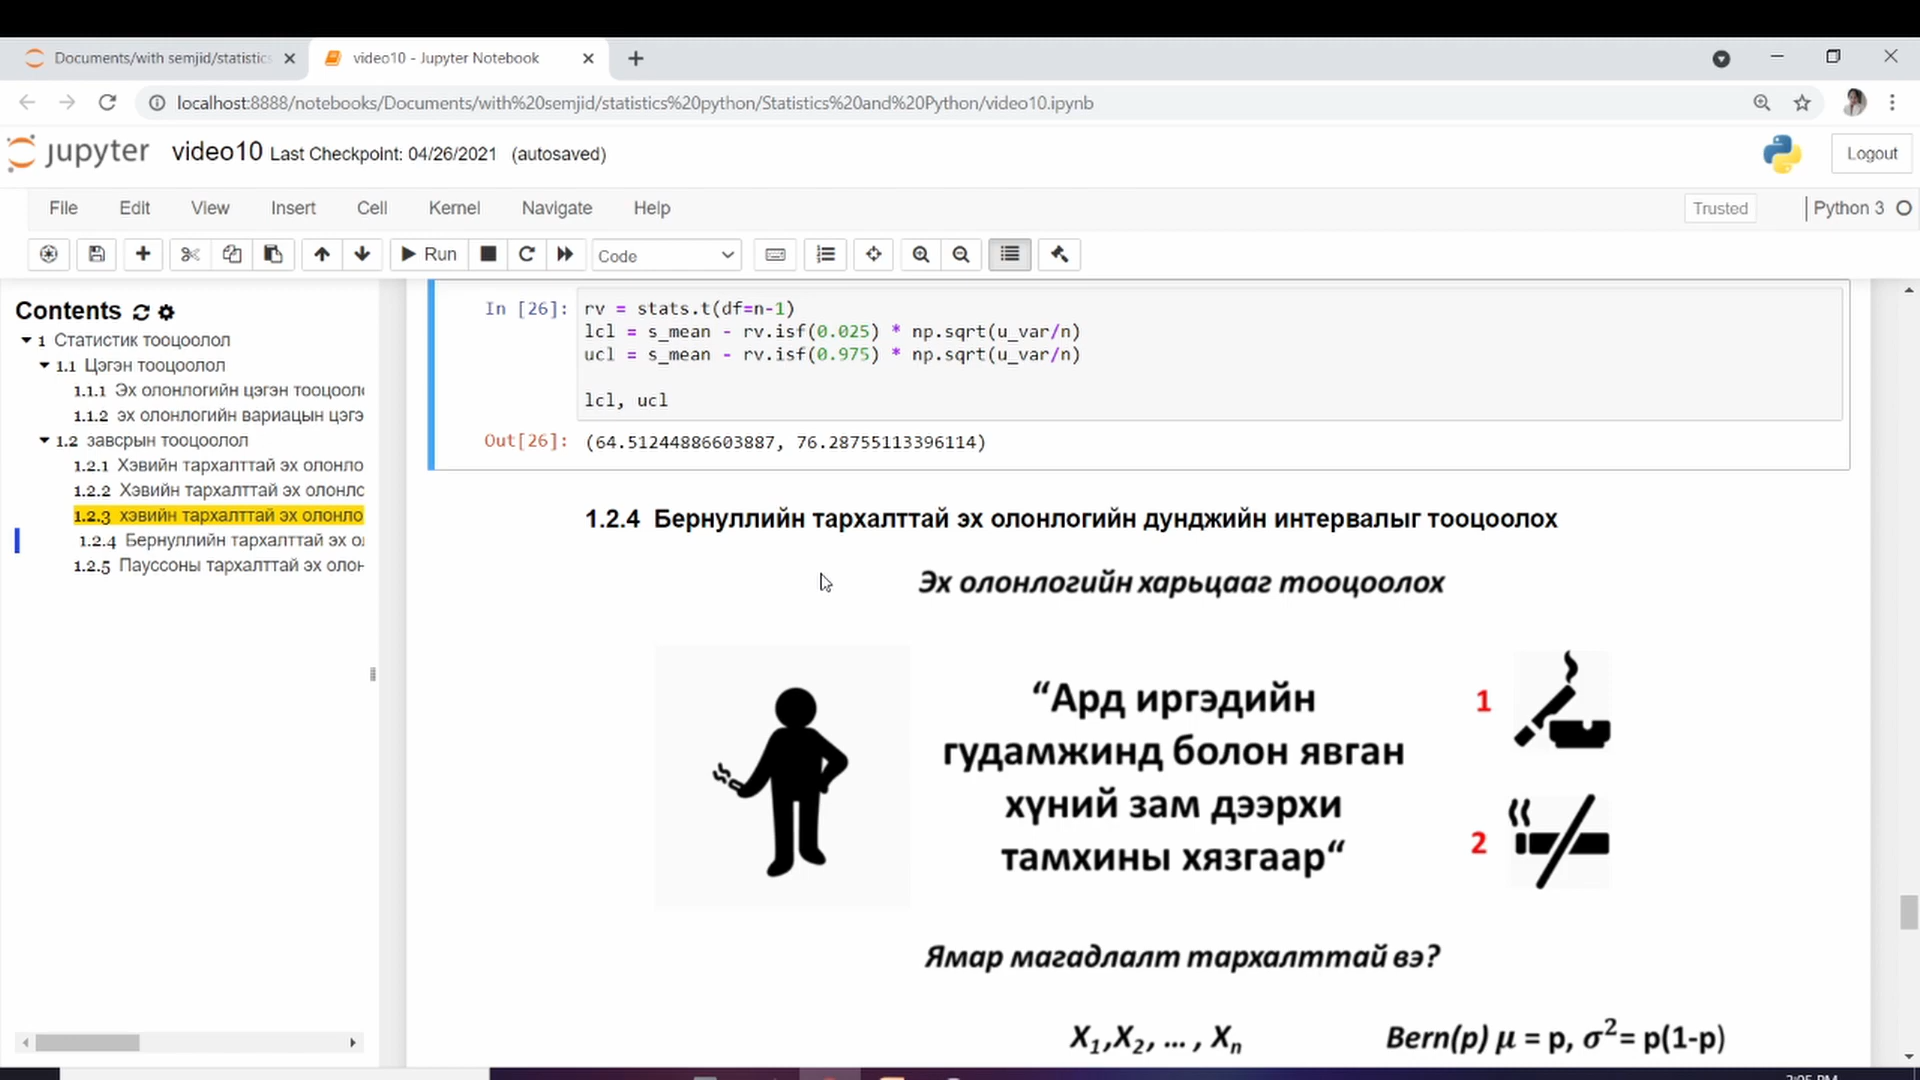 Documents/with semjid/statistics
video10 - Jupyter Notebook
localhost:8888/notebooks/Documents/with%20semjid/statistics%20python/Statistics%20and%20Python/video10.ipynb
jupyter video10 Last Checkpoint: 04/26/2021 (autosaved)
Logout
File Edit View Insert Cell Kernel Navigate Help
Trusted
Python 3
Run
Code
Contents
1 Статистик тооцоолол
1.1 Цэгэн тооцоолол
1.1.1 Эх олонлогийн цэгэн тооцоол
1.1.2 эх олонлогийн вариацын цэгэ
1.2 завсрын тооцоолол
1.2.1 Хэвийн тархалттай эх олонло
1.2.2 Хэвийн тархалттай эх олонло
1.2.3 хэвийн тархалттай эх олонло
1.2.4 Бернуллийн тархалттай эх о
1.2.5 Пауссоны тархалттай эх олон
In [26]:
rv = stats.t(df=n-1)
lcl = s_mean - rv.isf(0.025) * np.sqrt(u_var/n)
ucl = s_mean - rv.isf(0.975) * np.sqrt(u_var/n)
lcl, ucl
Out[26]: (64.51244886603887, 76.28755113396114)
1.2.4 Бернуллийн тархалттай эх олонлогийн дунджийн интервалыг тооцоолох
Эх олонлогийн харьцааг тооцоолох
“Ард иргэдийн
гудамжинд болон явган
хүний зам дээрхи
тамхины хязгаар“
1
2
Ямар магадлалт тархалттай вэ?
X₁,X₂, ... , Xₙ Bern(p) μ = p, σ²= p(1-p)